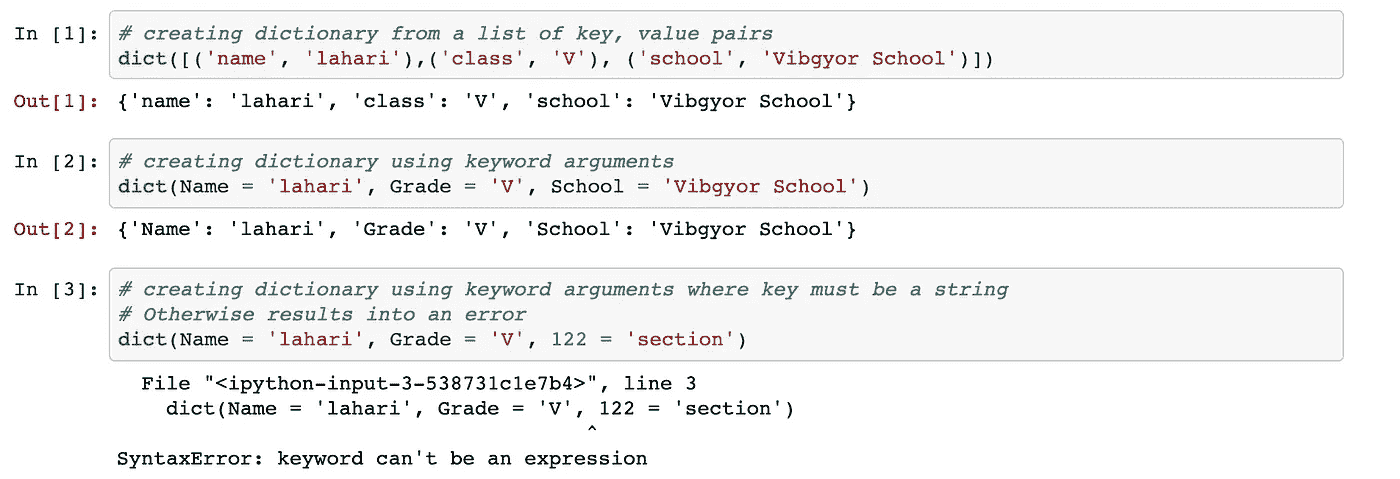 In [1]: # creating dictionary from a list of key, value pairs
dict([('name', 'lahari'),('class', 'V'), ('school', 'Vibgyor School')])
Out[1]: {'name': 'lahari', 'class': 'V', 'school': 'Vibgyor School'}
In [2]: # creating dictionary using keyword arguments
dict(Name = 'lahari', Grade = 'V', School = 'Vibgyor School')
Out[2]: {'Name': 'lahari', 'Grade': 'V', 'School': 'Vibgyor School'}
In [3]: # creating dictionary using keyword arguments where key must be a string
# Otherwise results into an error
dict(Name = 'lahari', Grade = 'V', 122 = 'section')
File "<ipython-input-3-538731c1e7b4>", line 3
dict(Name = 'lahari', Grade = 'V', 122 = 'section')
^
SyntaxError: keyword can't be an expression